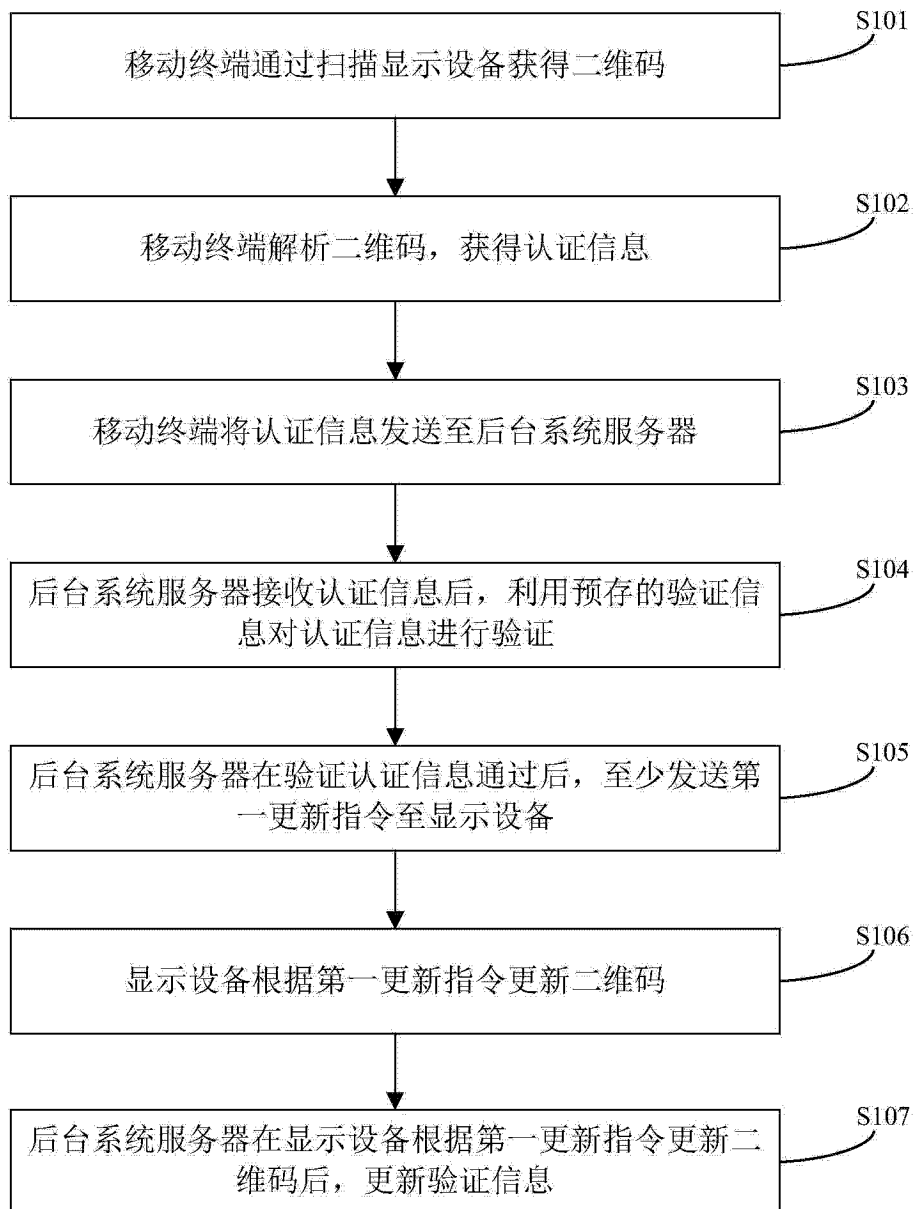 S101
移动终端通过扫描显示设备获得二维码
S102
移动终端解析二维码，获得认证信息
S103
移动终端将认证信息发送至后台系统服务器
S104
后台系统服务器接收认证信息后，利用预存的验证信
息对认证信息进行验证
S105
后台系统服务器在验证认证信息通过后，至少发送第
一更新指令至显示设备
S106
显示设备根据第一更新指令更新二维码
S107
后台系统服务器在显示设备根据第一更新指令更新二
维码后，更新验证信息